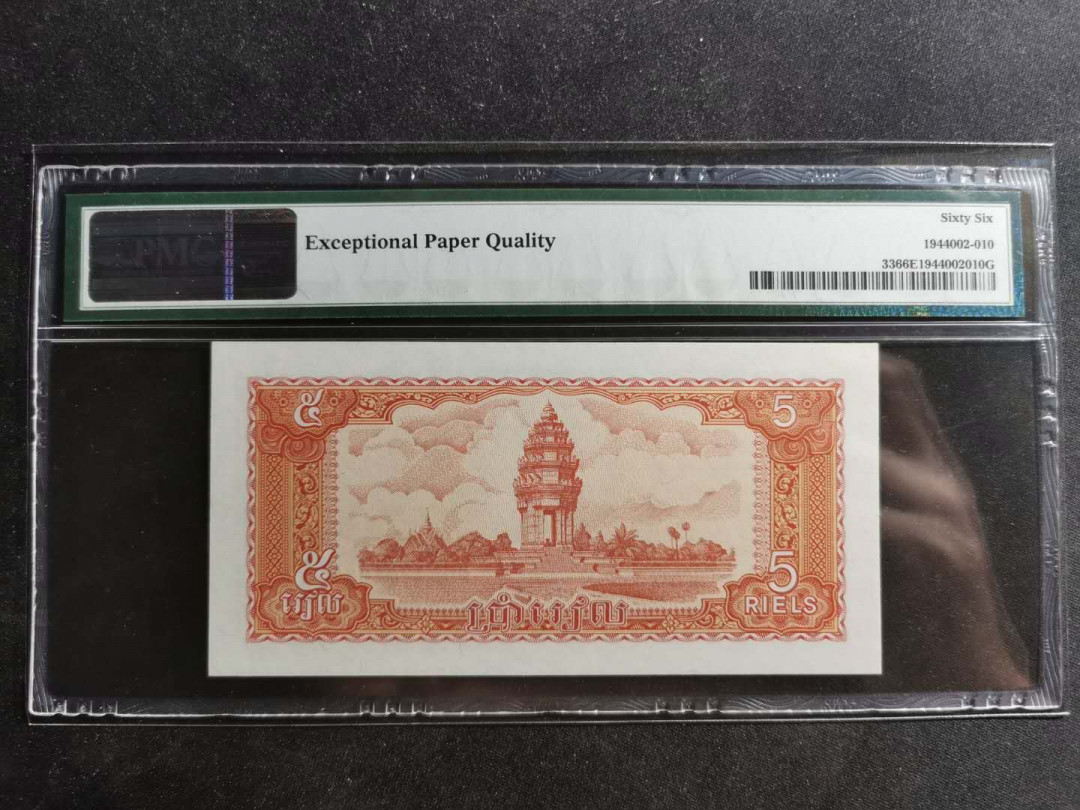 PMG
Exceptional Paper Quality
Sixty Six
1944002-010
3366E1944002010G
៥
5
៥
5
រៀល
ប្រាំរៀល
RIELS